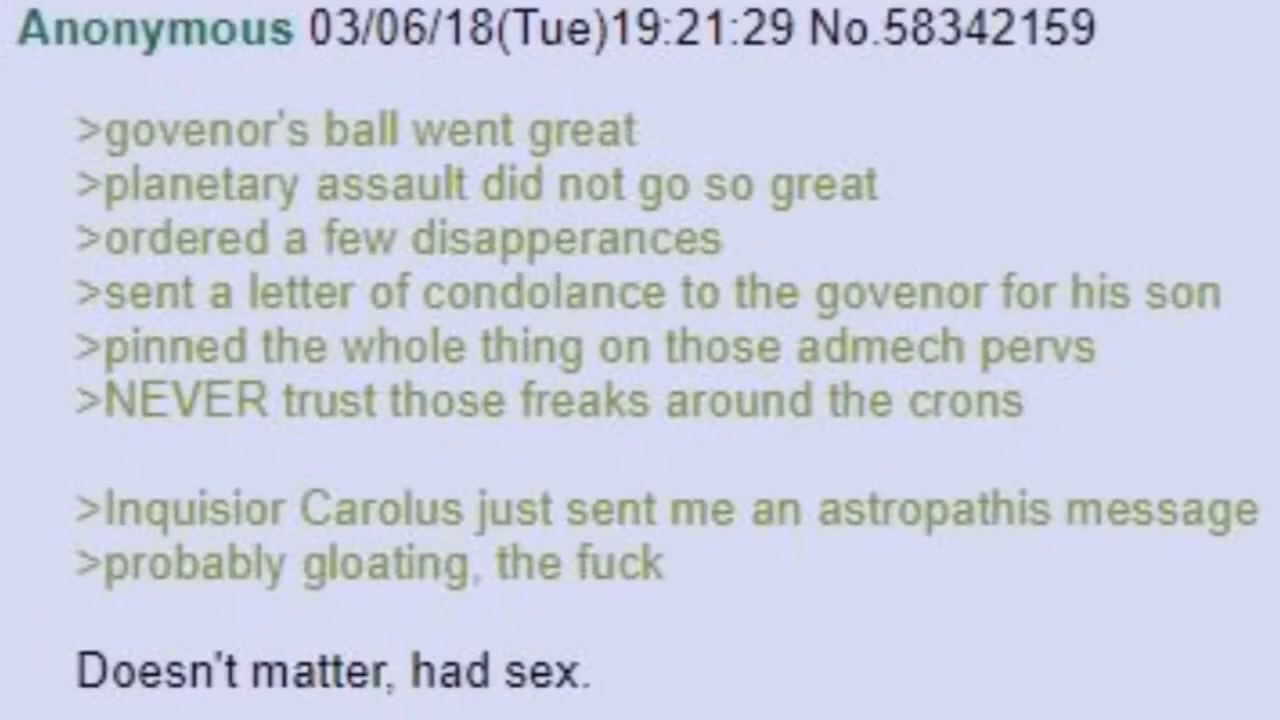 Anonymous 03/06/18(Tue)19:21:29 No.58342159
>govenor's ball went great
>planetary assault did not go so great
>ordered a few disapperances
>sent a letter of condolance to the govenor for his son
>pinned the whole thing on those admech pervs
>NEVER trust those freaks around the crons
>Inquisior Carolus just sent me an astropathis message
>probably gloating, the fuck
Doesn't matter, had sex.